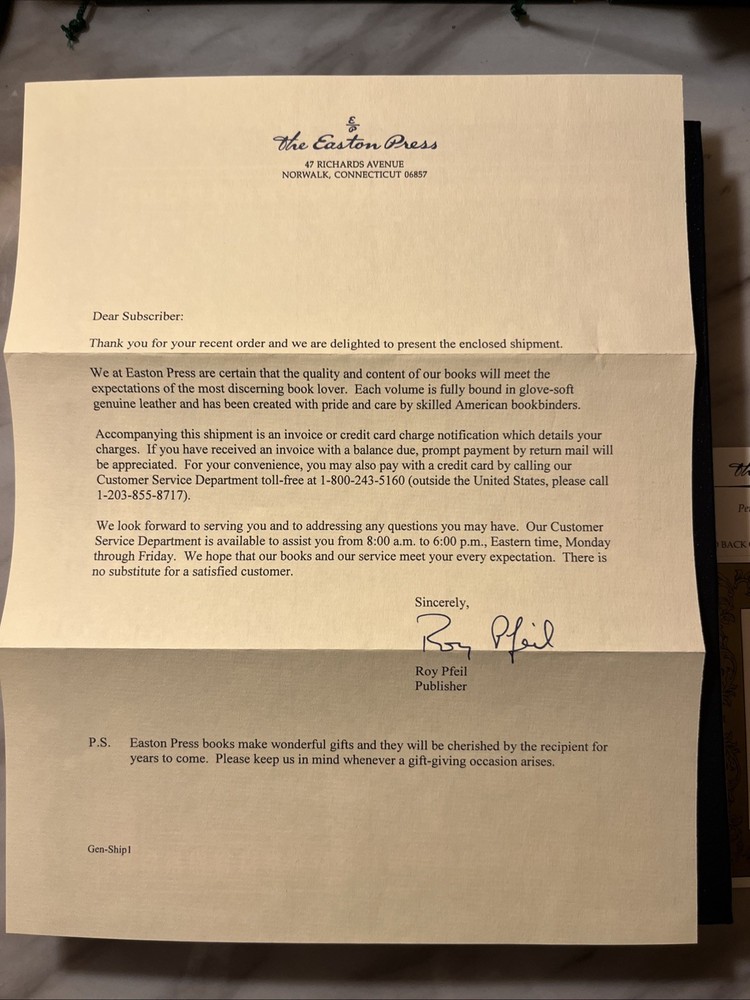 E
P
the Easton Press
47 RICHARDS AVENUE
NORWALK, CONNECTICUT 06857
Dear Subscriber:
Thank you for your recent order and we are delighted to present the enclosed shipment.
We at Easton Press are certain that the quality and content of our books will meet the
expectations of the most discerning book lover. Each volume is fully bound in glove-soft
genuine leather and has been created with pride and care by skilled American bookbinders.
Accompanying this shipment is an invoice or credit card charge notification which details your
charges. If you have received an invoice with a balance due, prompt payment by return mail will
be appreciated. For your convenience, you may also pay with a credit card by calling our
Customer Service Department toll-free at 1-800-243-5160 (outside the United States, please call
1-203-855-8717).
We look forward to serving you and to addressing any questions you may have. Our Customer
Service Department is available to assist you from 8:00 a.m. to 6:00 p.m., Eastern time, Monday
through Friday. We hope that our books and our service meet your every expectation. There is
no substitute for a satisfied customer.
Sincerely,
Roy Pfeil
Roy Pfeil
Publisher
P.S. Easton Press books make wonderful gifts and they will be cherished by the recipient for
years to come. Please keep us in mind whenever a gift-giving occasion arises.
Gen-Ship1
BACK